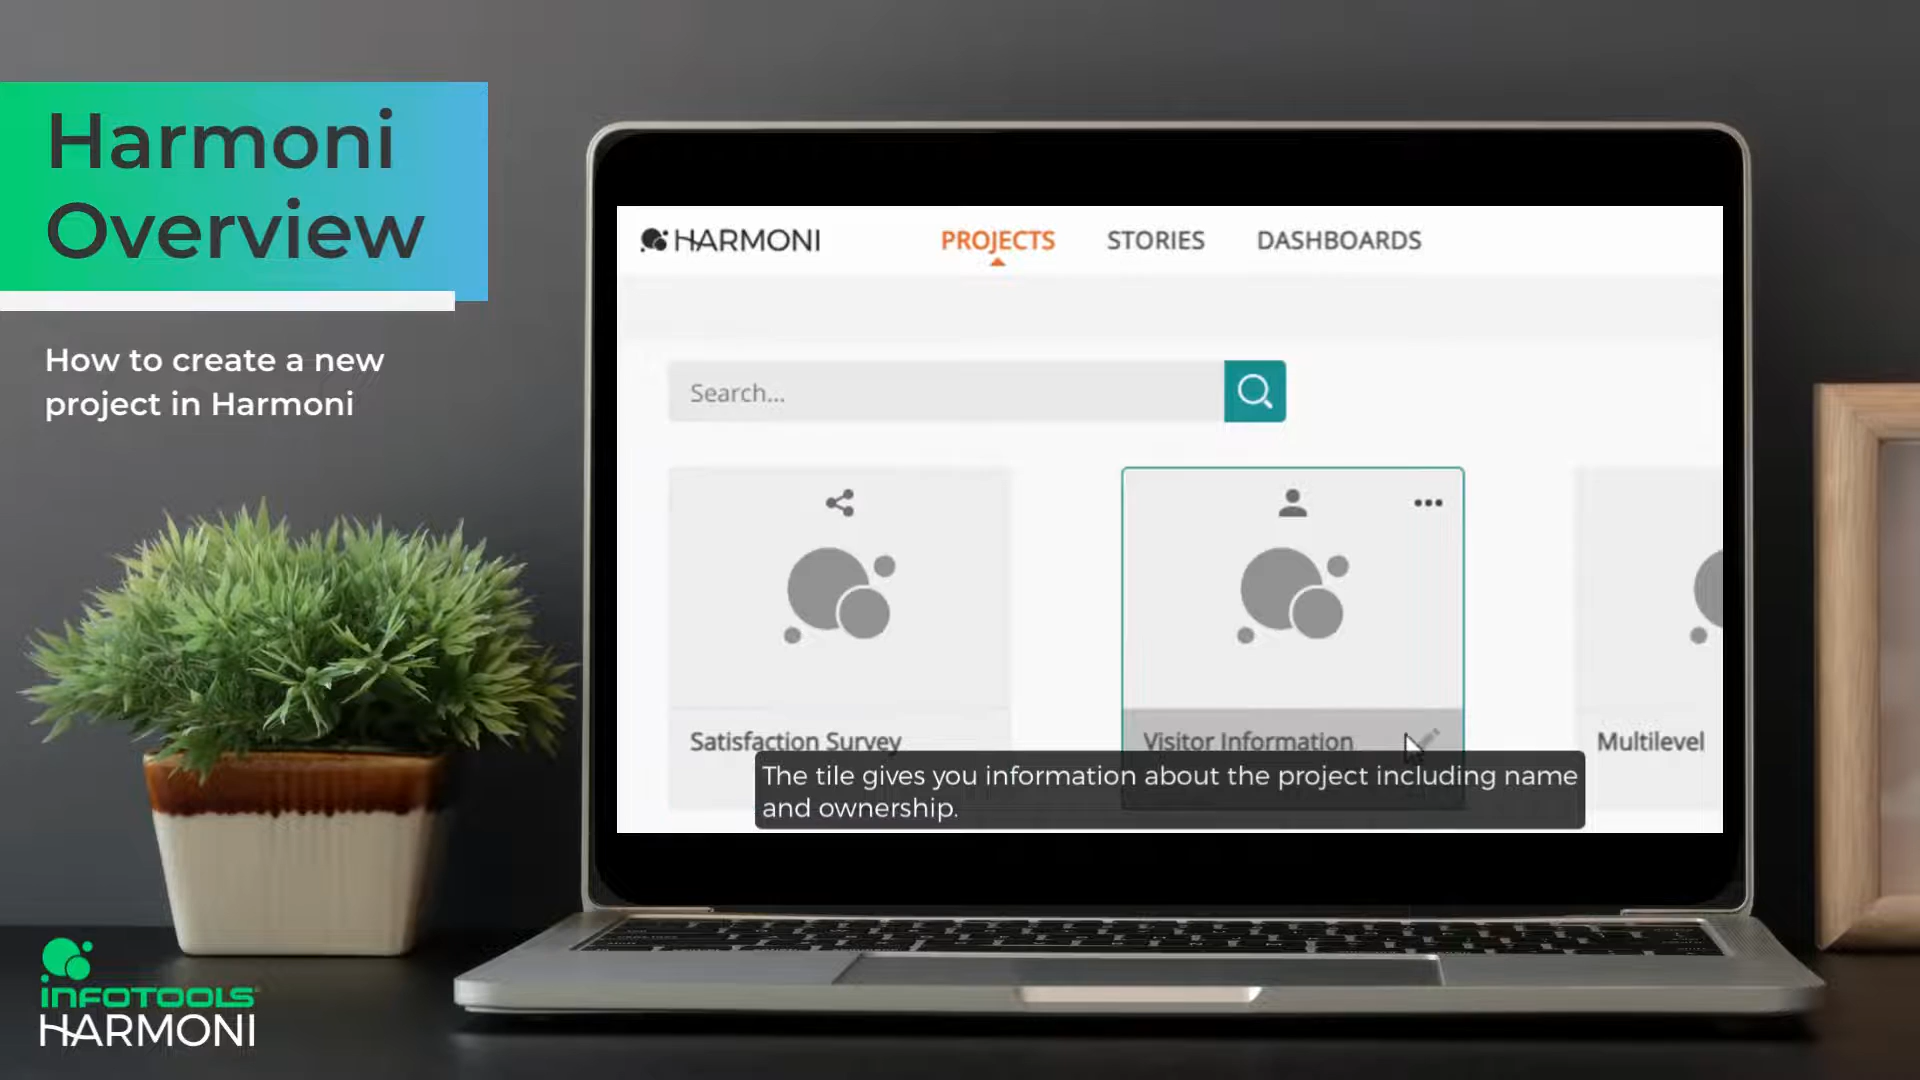 Harmoni
Overview
How to create a new
project in Harmoni
HARMONI
PROJECTS STORIES DASHBOARDS
Search...
Satisfaction Survey
Visitor Information
Multilevel
The tile gives you information about the project including name
and ownership.
INFOTOOLS
HARMONI